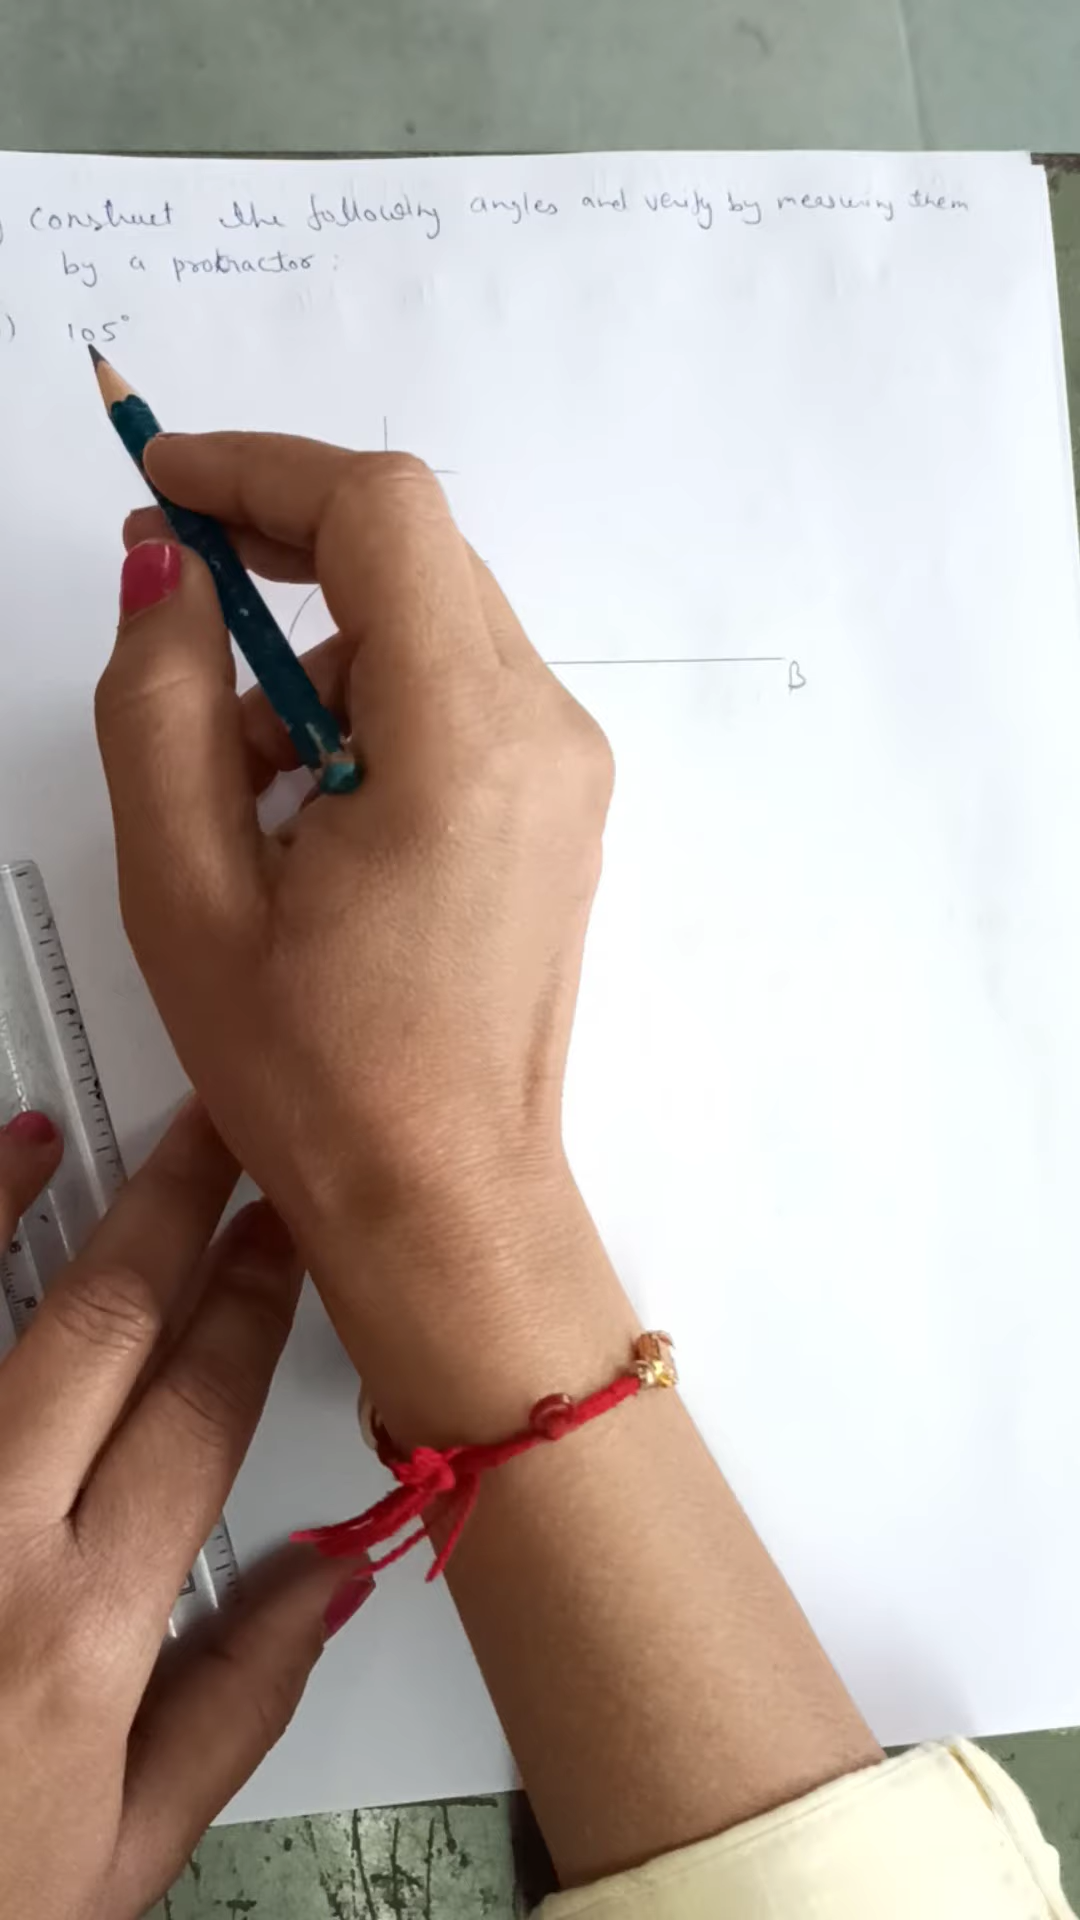 ) construct the following angles and verify by measuring them
by a protractor :
) 105°
B